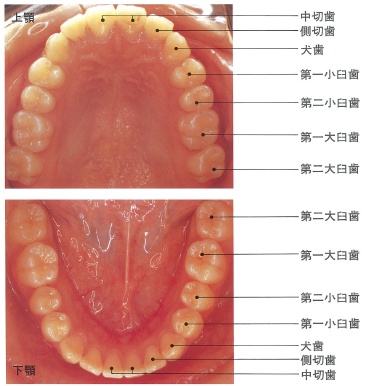 上顎
中切歯
側切歯
犬歯
第一小臼歯
第二小臼歯
第一大臼歯
第二大臼歯
第二大臼歯
第一大臼歯
第二小臼歯
第一小臼歯
犬歯
側切歯
中切歯
下顎